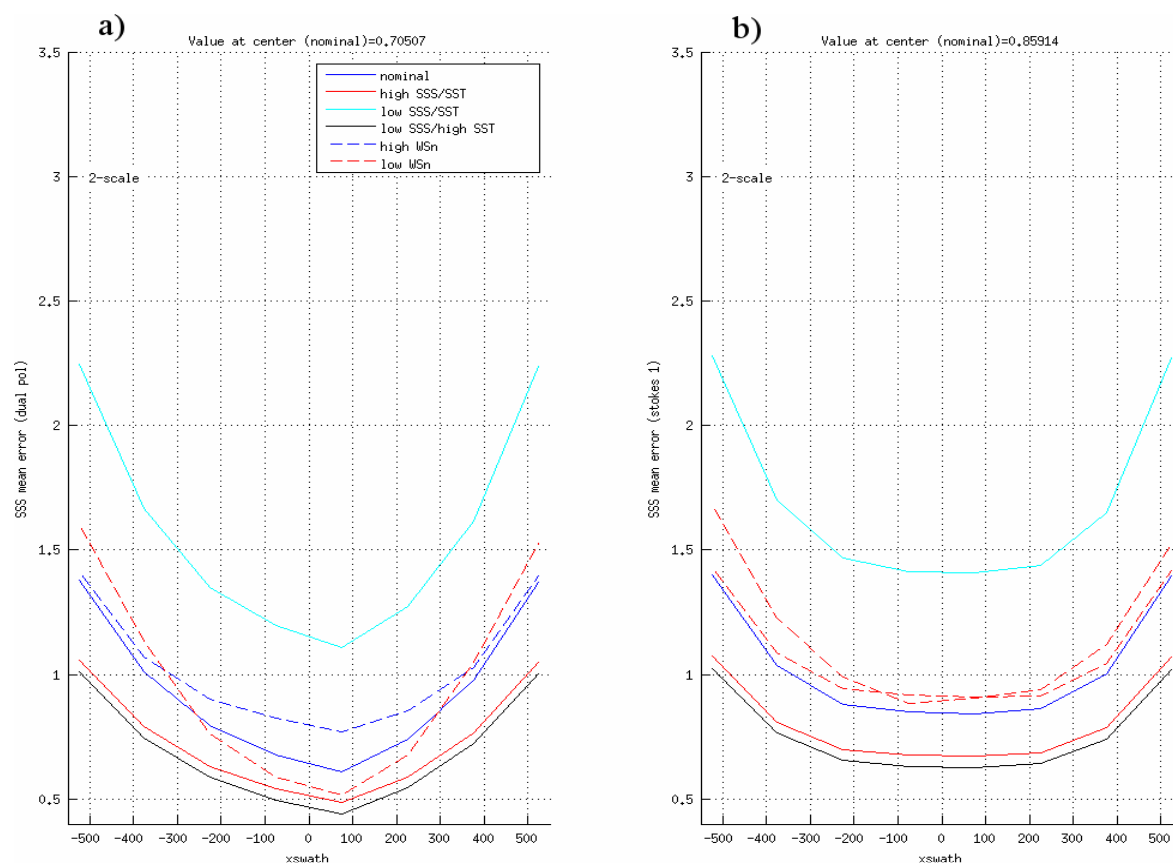 a)
Value at center (nominal)=0.70507
3.5
3
2.5
2
1.5
1
0.5
SSS mean error (dual pol)
2-scale
nominal
high SSS/SST
low SSS/SST
low SSS/high SST
high WSn
low WSn
-500 -400 -300 -200 -100 0 100 200 300 400 500
xswath
b)
Value at center (nominal)=0.85914
3.5
3
2.5
2
1.5
1
0.5
SSS mean error (stokes 1)
2-scale
-500 -400 -300 -200 -100 0 100 200 300 400 500
xswath